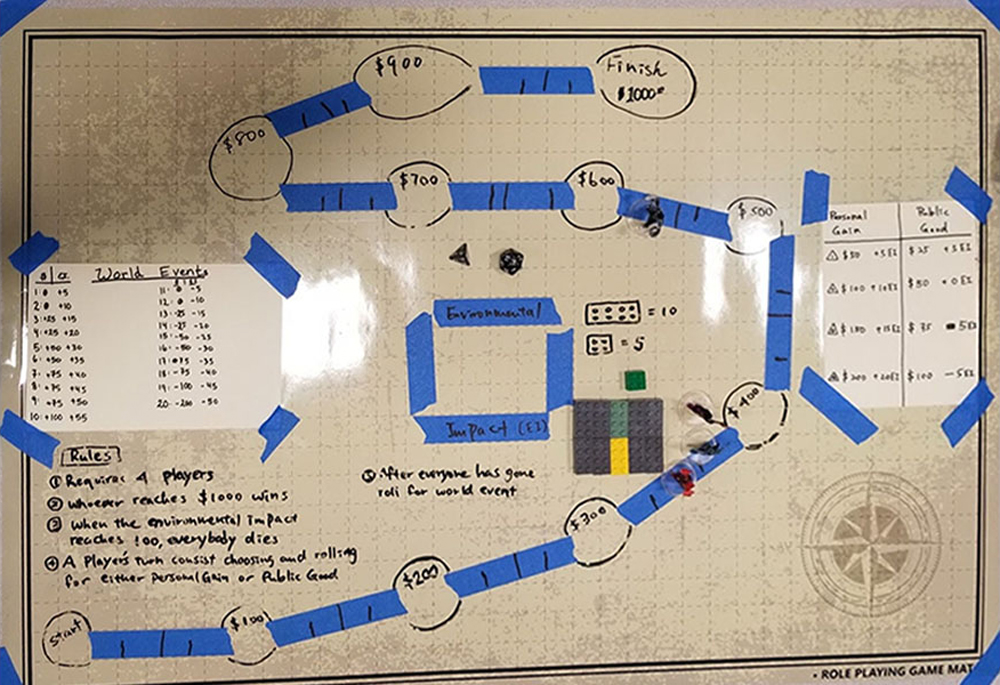 $900
Finish
$1000
$800
$700
$600
$500
World Events
1: 0 +5
2: 0 +10
3: +25 +15
4: +25 +20
5: +50 +30
6: +50 +35
7: +75 +40
8: +75 +45
9: +75 +50
10: +100 +55
11: 0 -5
12: 0 -10
13: -25 -15
14: -25 -20
15: -50 -25
16: -50 -30
17: -35
18: -75 -40
19: -100 -45
20: -200 -50
Personal Gain
Public Good
$50 +5EI
$25 +5EI
$100 +10EI
$50 +0EI
$150 +15EI
$75 -5EI
$200 +20EI
$100 -5EI
Environmental
Impact (EI)
= 10
= 5
$400
$300
$200
$100
Start
Rules
① Requires 4 players
② whoever reaches $1000 wins
③ when the environmental impact
reaches 100, everybody dies
④ A Players turn consist choosing and rolling
for either Personal Gain or Public Good
⑤ After everyone has gone
roll for world event
• ROLE PLAYING GAME MAT